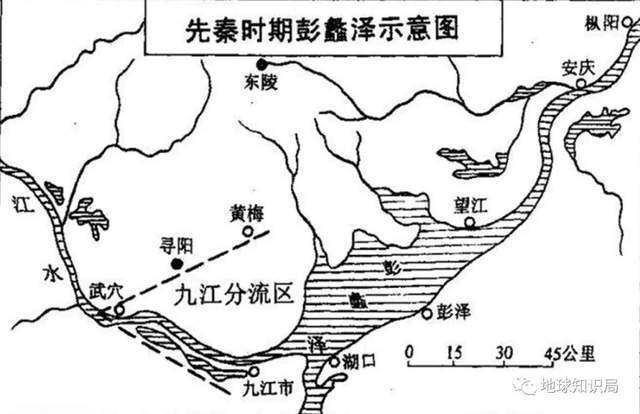 先秦时期彭蠡泽示意图
枞阳
安庆
东陵
江水
黄梅
寻阳
望江
武穴
九江分流区
彭蠡泽
彭泽
湖口
九江市
0 15 30 45公里
地球知识局